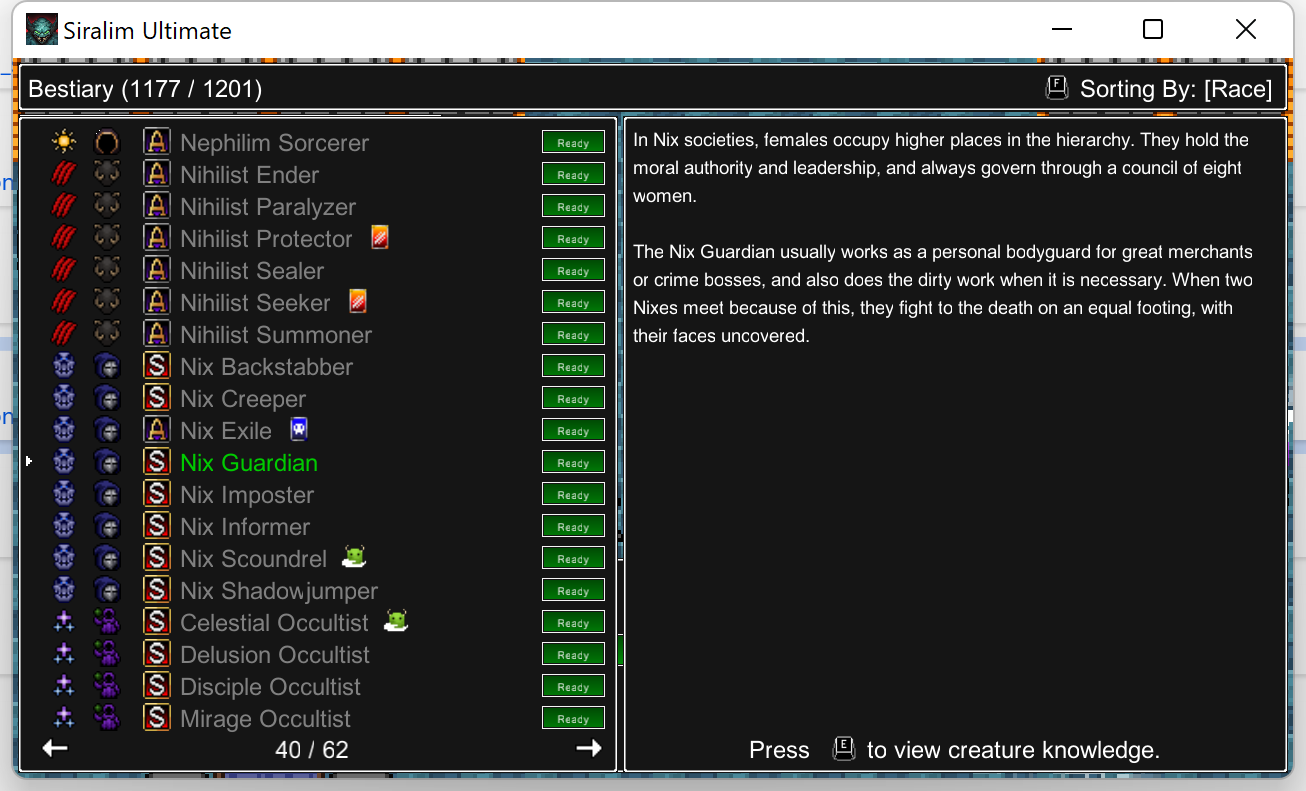 Siralim Ultimate
Bestiary (1177 / 1201)
F Sorting By: [Race]
A Nephilim Sorcerer Ready
A Nihilist Ender Ready
A Nihilist Paralyzer Ready
A Nihilist Protector Ready
A Nihilist Sealer Ready
A Nihilist Seeker Ready
A Nihilist Summoner Ready
S Nix Backstabber Ready
S Nix Creeper Ready
A Nix Exile Ready
S Nix Guardian Ready
S Nix Imposter Ready
S Nix Informer Ready
S Nix Scoundrel Ready
S Nix Shadowjumper Ready
S Celestial Occultist Ready
S Delusion Occultist Ready
S Disciple Occultist Ready
S Mirage Occultist Ready
40 / 62
In Nix societies, females occupy higher places in the hierarchy. They hold the
moral authority and leadership, and always govern through a council of eight
women.
The Nix Guardian usually works as a personal bodyguard for great merchants
or crime bosses, and also does the dirty work when it is necessary. When two
Nixes meet because of this, they fight to the death on an equal footing, with
their faces uncovered.
Press E to view creature knowledge.